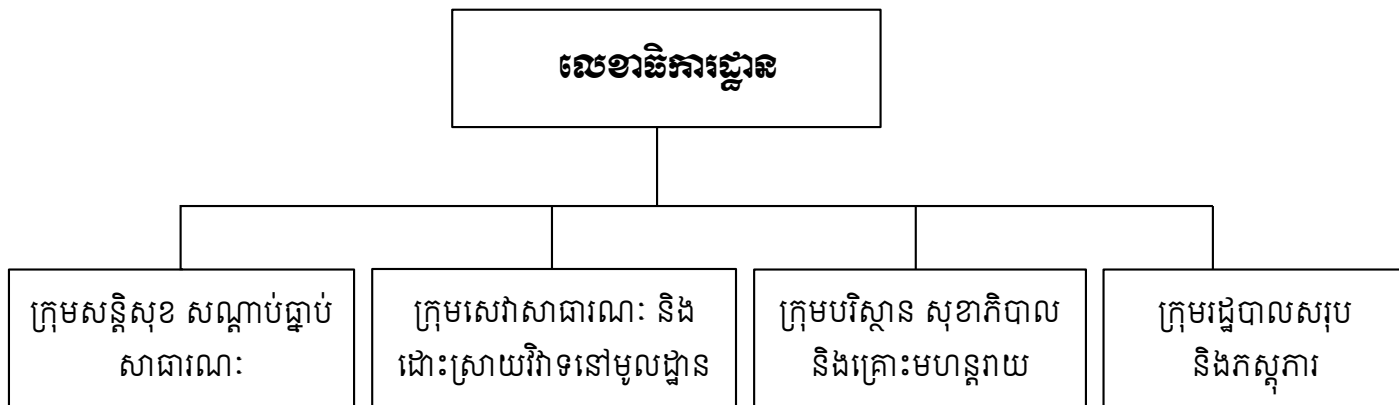 លេខាធិការដ្ឋាន
ក្រុមសន្តិសុខ សណ្តាប់ធ្នាប់
សាធារណៈ
ក្រុមសេវាសាធារណៈ និង
ដោះស្រាយវិវាទនៅមូលដ្ឋាន
ក្រុមបរិស្ថាន សុខាភិបាល
និងគ្រោះមហន្តរាយ
ក្រុមរដ្ឋបាលសរុប
និងភស្តុភារ